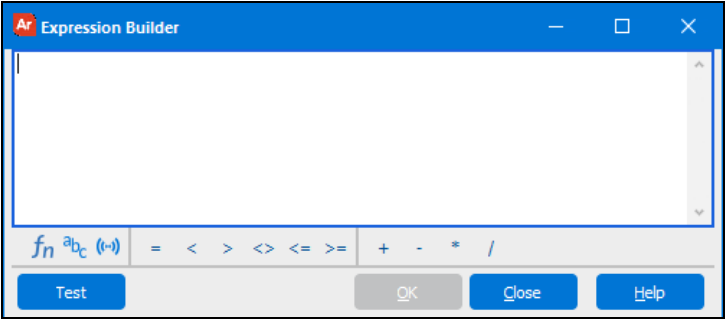 Ar Expression Builder
fn abc = < > <> <= >= + - * /
Test OK Close Help